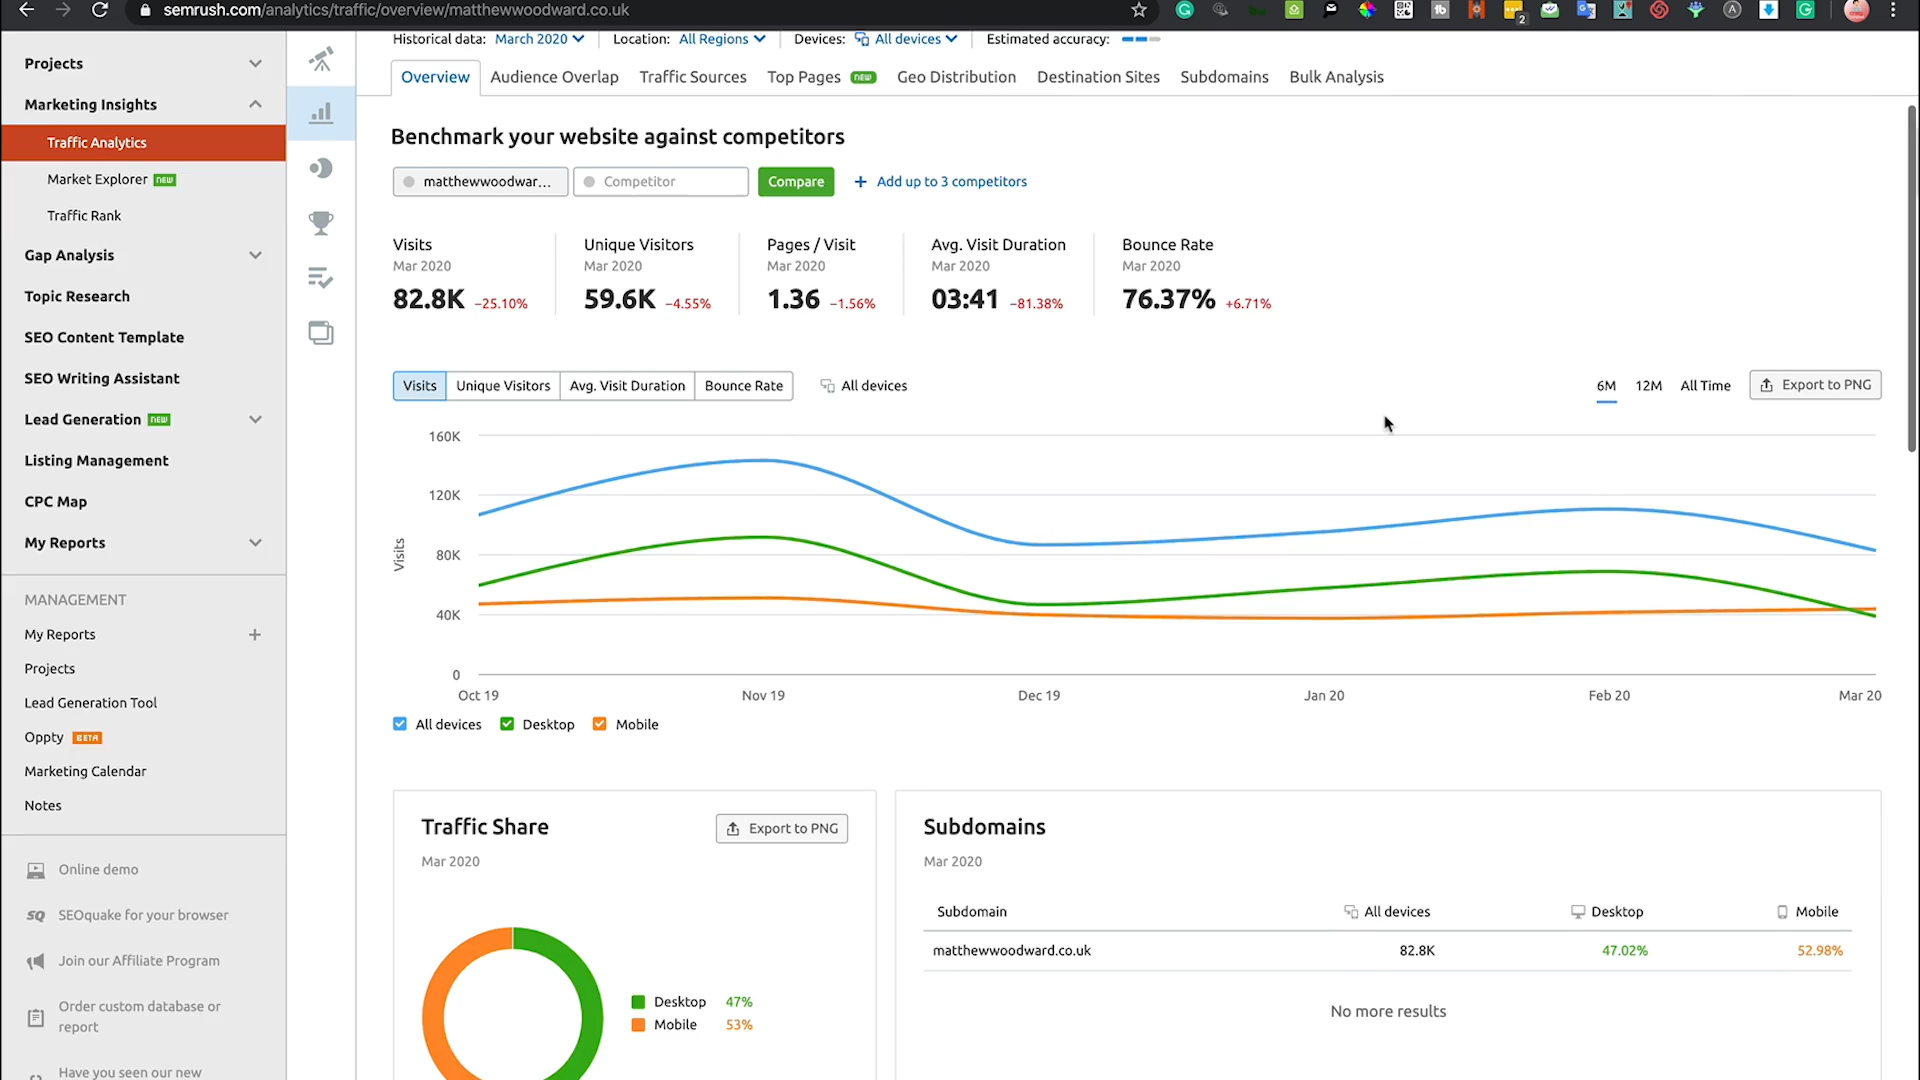 semrush.com/analytics/traffic/overview/matthewwoodward.co.uk
2
Projects
Marketing Insights
Traffic Analytics
Market Explorer NEW
Traffic Rank
Gap Analysis
Topic Research
SEO Content Template
SEO Writing Assistant
Lead Generation NEW
Listing Management
CPC Map
My Reports
MANAGEMENT
My Reports
Projects
Lead Generation Tool
Oppty BETA
Marketing Calendar
Notes
Online demo
SQ SEOquake for your browser
Join our Affiliate Program
Order custom database or
report
Have you seen our new
Historical data: March 2020 Location: All Regions Devices: All devices Estimated accuracy:
Overview Audience Overlap Traffic Sources Top Pages NEW Geo Distribution Destination Sites Subdomains Bulk Analysis
Benchmark your website against competitors
matthewwoodwar... Competitor Compare + Add up to 3 competitors
Visits Unique Visitors Pages / Visit Avg. Visit Duration Bounce Rate
Mar 2020 Mar 2020 Mar 2020 Mar 2020 Mar 2020
82.8K −25.10% 59.6K −4.55% 1.36 −1.56% 03:41 −81.38% 76.37% +6.71%
Visits Unique Visitors Avg. Visit Duration Bounce Rate All devices 6M 12M All Time Export to PNG
160K
120K
80K
40K
0
Visits
Oct 19 Nov 19 Dec 19 Jan 20 Feb 20 Mar 20
All devices Desktop Mobile
Traffic Share Export to PNG
Mar 2020
Desktop 47%
Mobile 53%
Subdomains
Mar 2020
Subdomain All devices Desktop Mobile
matthewwoodward.co.uk 82.8K 47.02% 52.98%
No more results